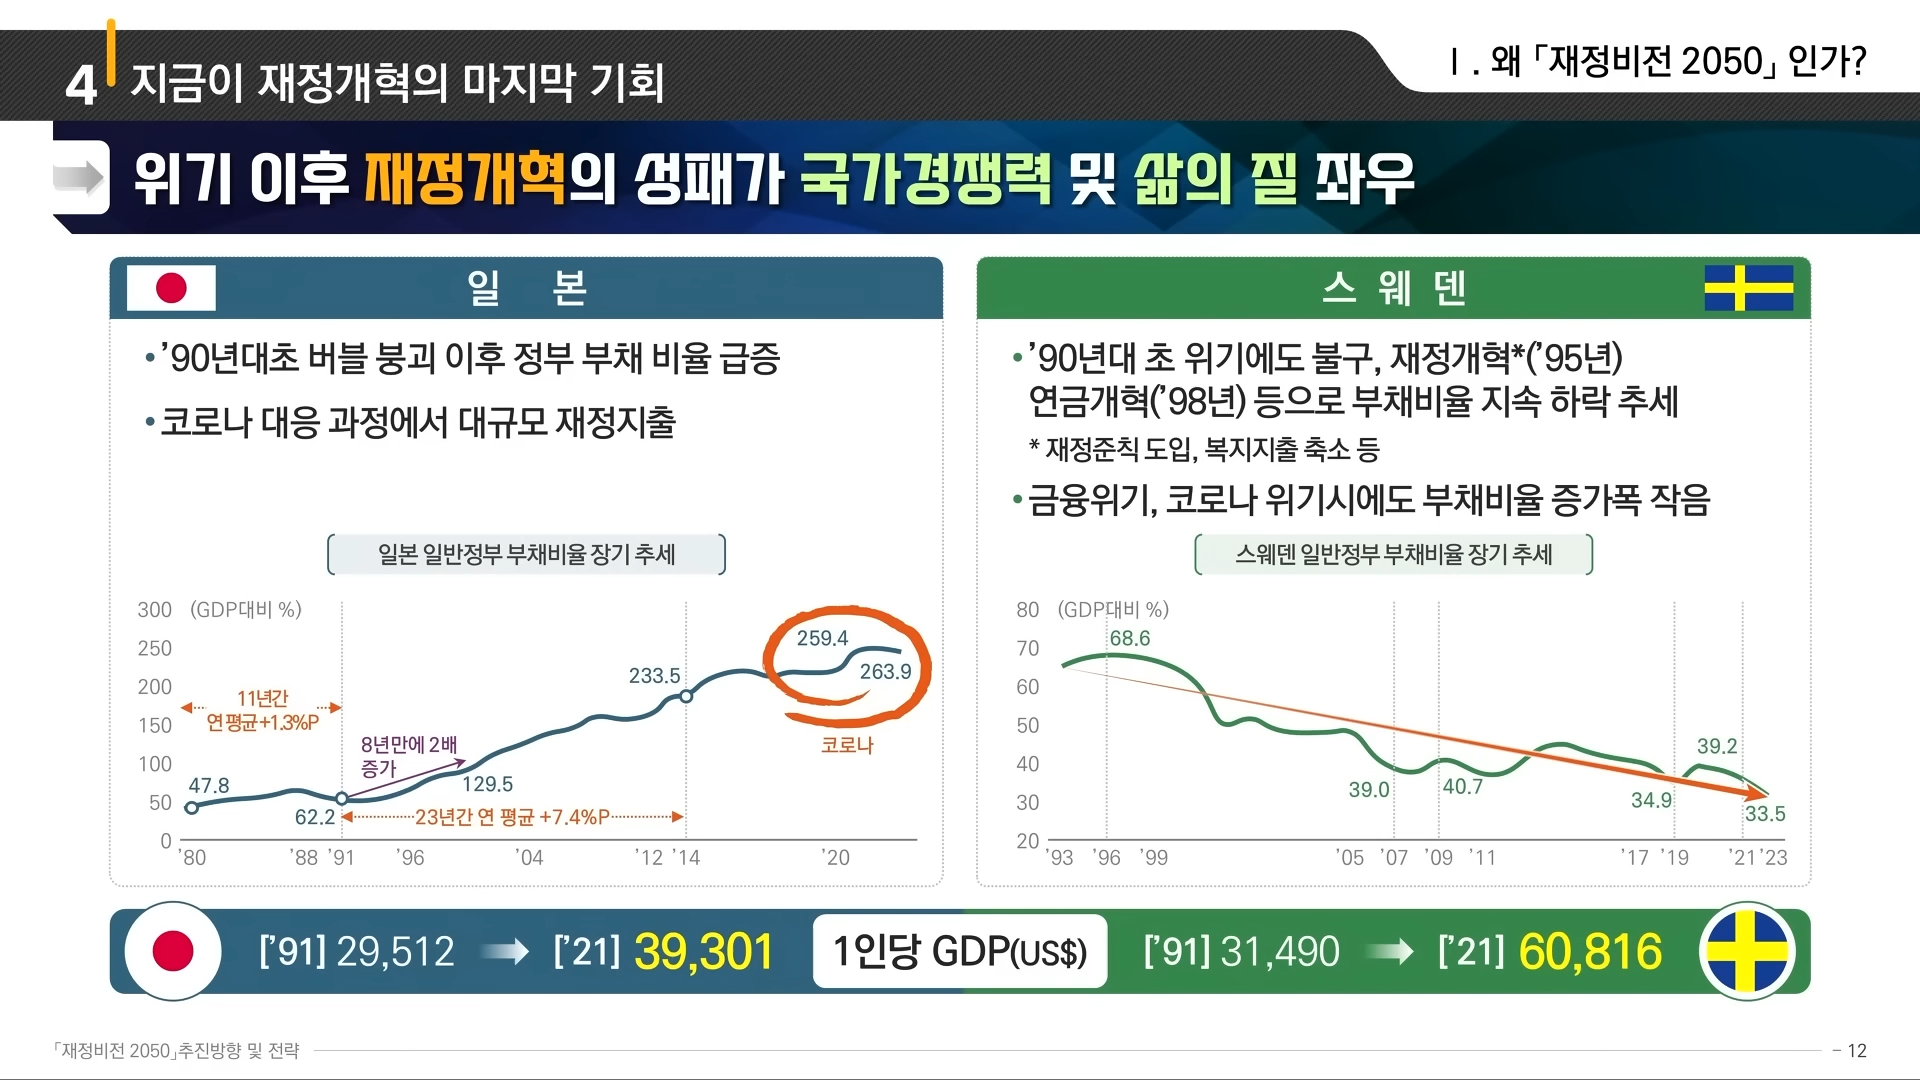 4 지금이 재정개혁의 마지막 기회
Ⅰ. 왜 「재정비전 2050」 인가?
위기 이후 재정개혁의 성패가 국가경쟁력 및 삶의 질 좌우
일 본
•’90년대초 버블 붕괴 이후 정부 부채 비율 급증
•코로나 대응 과정에서 대규모 재정지출
일본 일반정부 부채비율 장기 추세
300 (GDP대비 %)
250
200
150
100
50
0
11년간
연 평균 +1.3%P
8년만에 2배
증가
47.8
62.2
129.5
23년간 연 평균 +7.4%P
233.5
259.4
263.9
코로나
’80 ’88 ’91 ’96 ’04 ’12 ’14 ’20
스 웨 덴
•’90년대 초 위기에도 불구, 재정개혁*(’95년)
연금개혁(’98년) 등으로 부채비율 지속 하락 추세
* 재정준칙 도입, 복지지출 축소 등
•금융위기, 코로나 위기시에도 부채비율 증가폭 작음
스웨덴 일반정부 부채비율 장기 추세
80 (GDP대비 %)
70
60
50
40
30
20
68.6
39.0
40.7
34.9
39.2
33.5
’93 ’96 ’99 ’05 ’07 ’09 ’11 ’17 ’19 ’21 ’23
[’91] 29,512 [’21] 39,301
1인당 GDP(US$)
[’91] 31,490 [’21] 60,816
「재정비전 2050」추진방향 및 전략
– 12